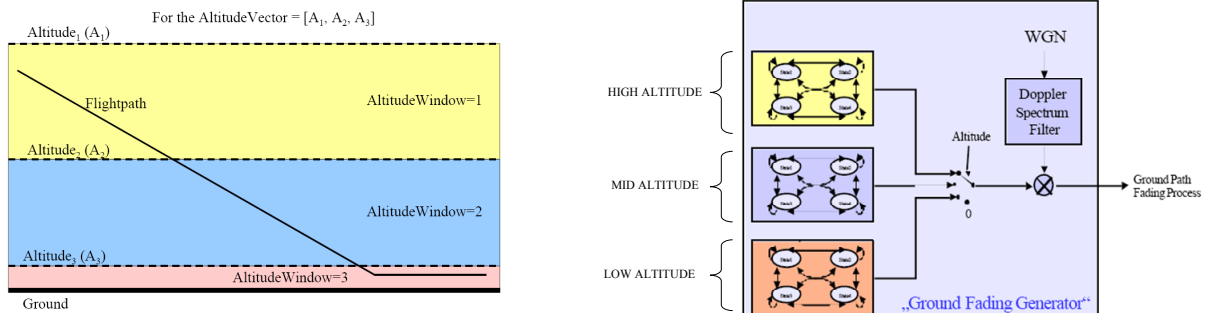 For the AltitudeVector = [A1, A2, A3]
Altitude1 (A1)
Flightpath
AltitudeWindow=1
Altitude2 (A2)
AltitudeWindow=2
Altitude3 (A3)
AltitudeWindow=3
Ground
HIGH ALTITUDE
MID ALTITUDE
LOW ALTITUDE
WGN
Doppler
Spectrum
Filter
Altitude
0
Ground Path
Fading Process
„Ground Fading Generator“